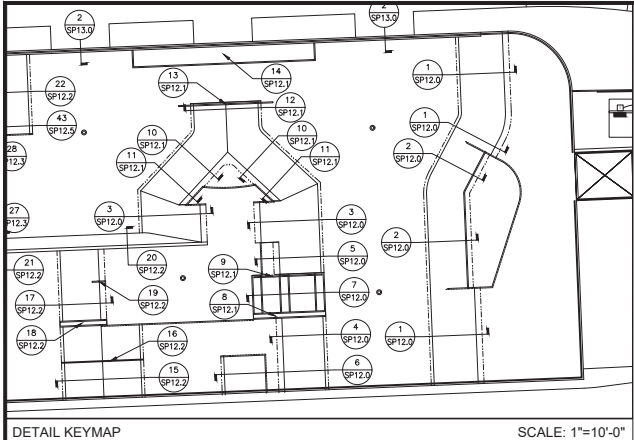 2
SP13.0
2
SP13.0
14
SP12.1
13
SP12.1
1
SP12.0
22
SP12.2
12
SP12.1
43
SP12.5
1
SP12.0
10
SP12.1
10
SP12.1
28
12.3
2
SP12.0
11
SP12.1
11
SP12.1
27
12.3
3
SP12.0
3
SP12.0
2
SP12.0
5
SP12.0
20
SP12.2
21
SP12.2
9
SP12.1
7
SP12.0
17
SP12.2
19
SP12.2
8
SP12.1
18
SP12.2
16
SP12.2
4
SP12.0
1
SP12.0
15
SP12.2
6
SP12.0
DETAIL KEYMAP
SCALE: 1"=10'-0"